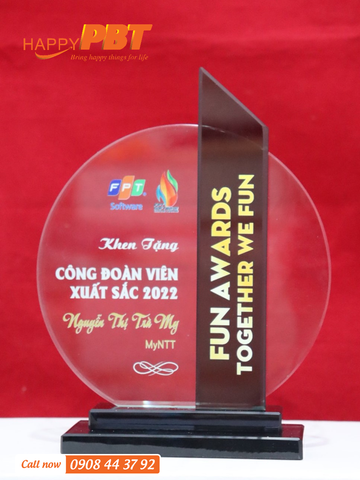 HAPPY PBT
Bring happy things for life
FPT
Software
Khen Tặng
CÔNG ĐOÀN VIÊN
XUẤT SẮC 2022
Nguyễn Thị Trà My
MyNTT
FUN AWARDS
TOGETHER WE FUN
Call now 0908 44 37 92